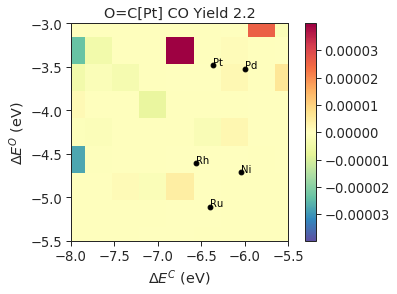 O=C[Pt] CO Yield 2.2
−3.0
−3.5
−4.0
−4.5
−5.0
−5.5
ΔE^O (eV)
Pt
Pd
Rh
Ni
Ru
−8.0 −7.5 −7.0 −6.5 −6.0 −5.5
ΔE^C (eV)
0.00003
0.00002
0.00001
0.00000
−0.00001
−0.00002
−0.00003